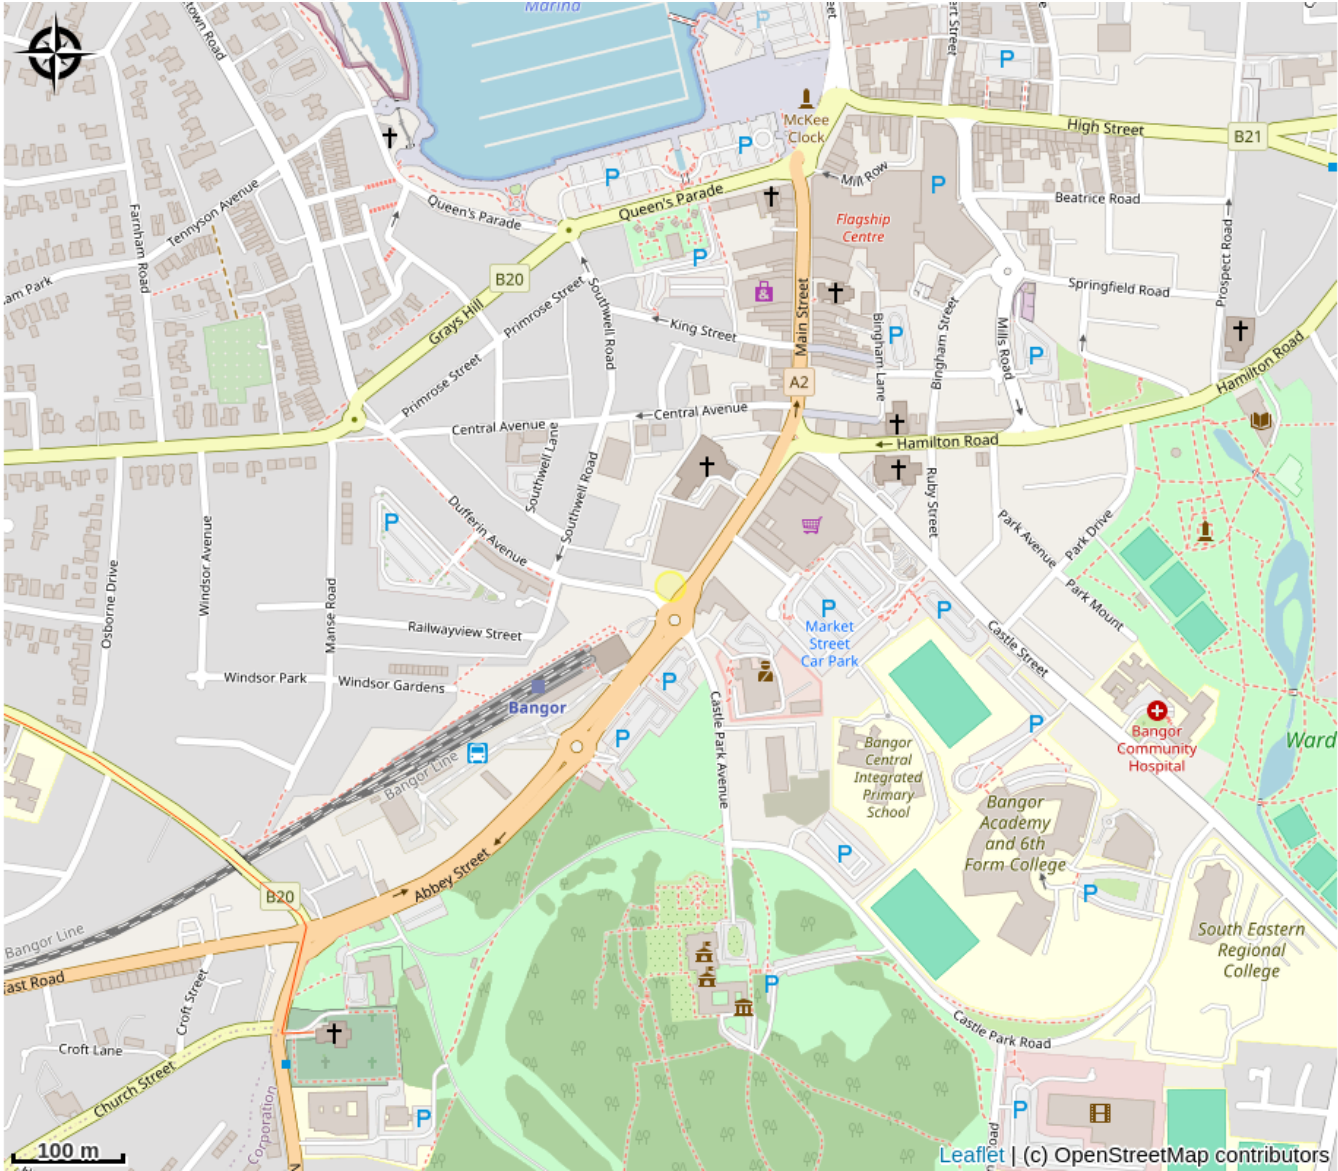 Marina
McKee
Clock
High Street
B21
Mill Row
Flagship
Centre
Beatrice Road
Prospect Road
Springfield Road
Tennyson Avenue
Farnham Road
Queen's Parade
Queen's Parade
B20
Grays Hill
Primrose Street
Primrose Street
Southwell Road
King Street
Main Street
A2
Bingham Lane
Bingham Street
Mills Road
Hamilton Road
Central Avenue
Central Avenue
Hamilton Road
Southwell Lane
Southwell Road
Dufferin Avenue
Ruby Street
Park Avenue
Park Drive
Park Mount
Windsor Avenue
Osborne Drive
Manse Road
Railwayview Street
Windsor Park
Windsor Gardens
Bangor
Bangor Line
Market
Street
Car Park
Castle Street
Castle Park Avenue
Bangor
Community
Hospital
Ward
Bangor
Central
Integrated
Primary
School
Bangor
Academy
and 6th
Form College
South Eastern
Regional
College
Abbey Street
B20
Bangor Line
Croft Street
Croft Lane
Church Street
Corporation
Castle Park Road
100 m
Leaflet | (c) OpenStreetMap contributors